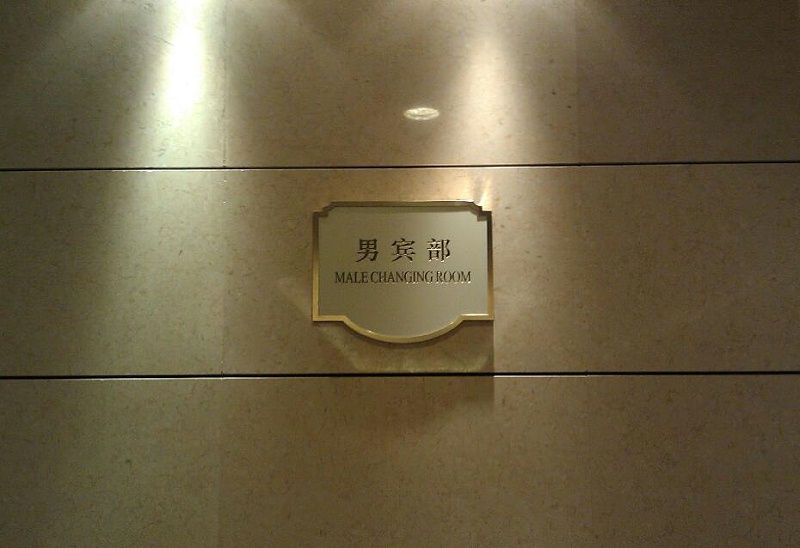 男宾部
MALE CHANGING ROOM